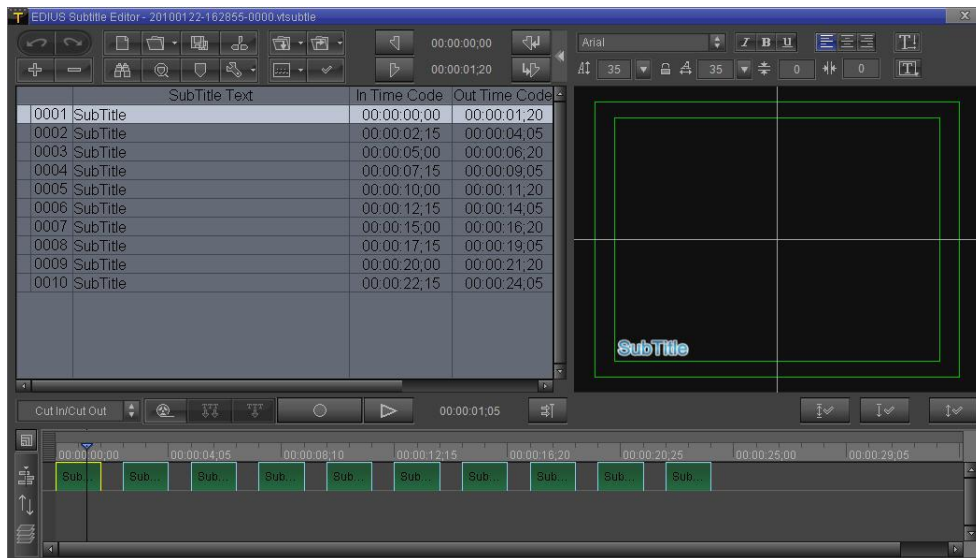 EDIUS Subtitle Editor - 20100122-162855-0000.vtsubtle
00:00:00;00
Arial
I B U
00:00:01;20
35
35
0
0
SubTitle Text In Time Code Out Time Code
0001 SubTitle 00:00:00;00 00:00:01;20
0002 SubTitle 00:00:02;15 00:00:04;05
0003 SubTitle 00:00:05;00 00:00:06;20
0004 SubTitle 00:00:07;15 00:00:09;05
0005 SubTitle 00:00:10;00 00:00:11;20
0006 SubTitle 00:00:12;15 00:00:14;05
0007 SubTitle 00:00:15;00 00:00:16;20
0008 SubTitle 00:00:17;15 00:00:19;05
0009 SubTitle 00:00:20;00 00:00:21;20
0010 SubTitle 00:00:22;15 00:00:24;05
SubTitle
Cut In/Cut Out 00:00:01;05
00:00:00;00 00:00:04;05 00:00:08;10 00:00:12;15 00:00:16;20 00:00:20;25 00:00:25;00 00:00:29;05
Sub... Sub... Sub... Sub... Sub... Sub... Sub... Sub... Sub... Sub...